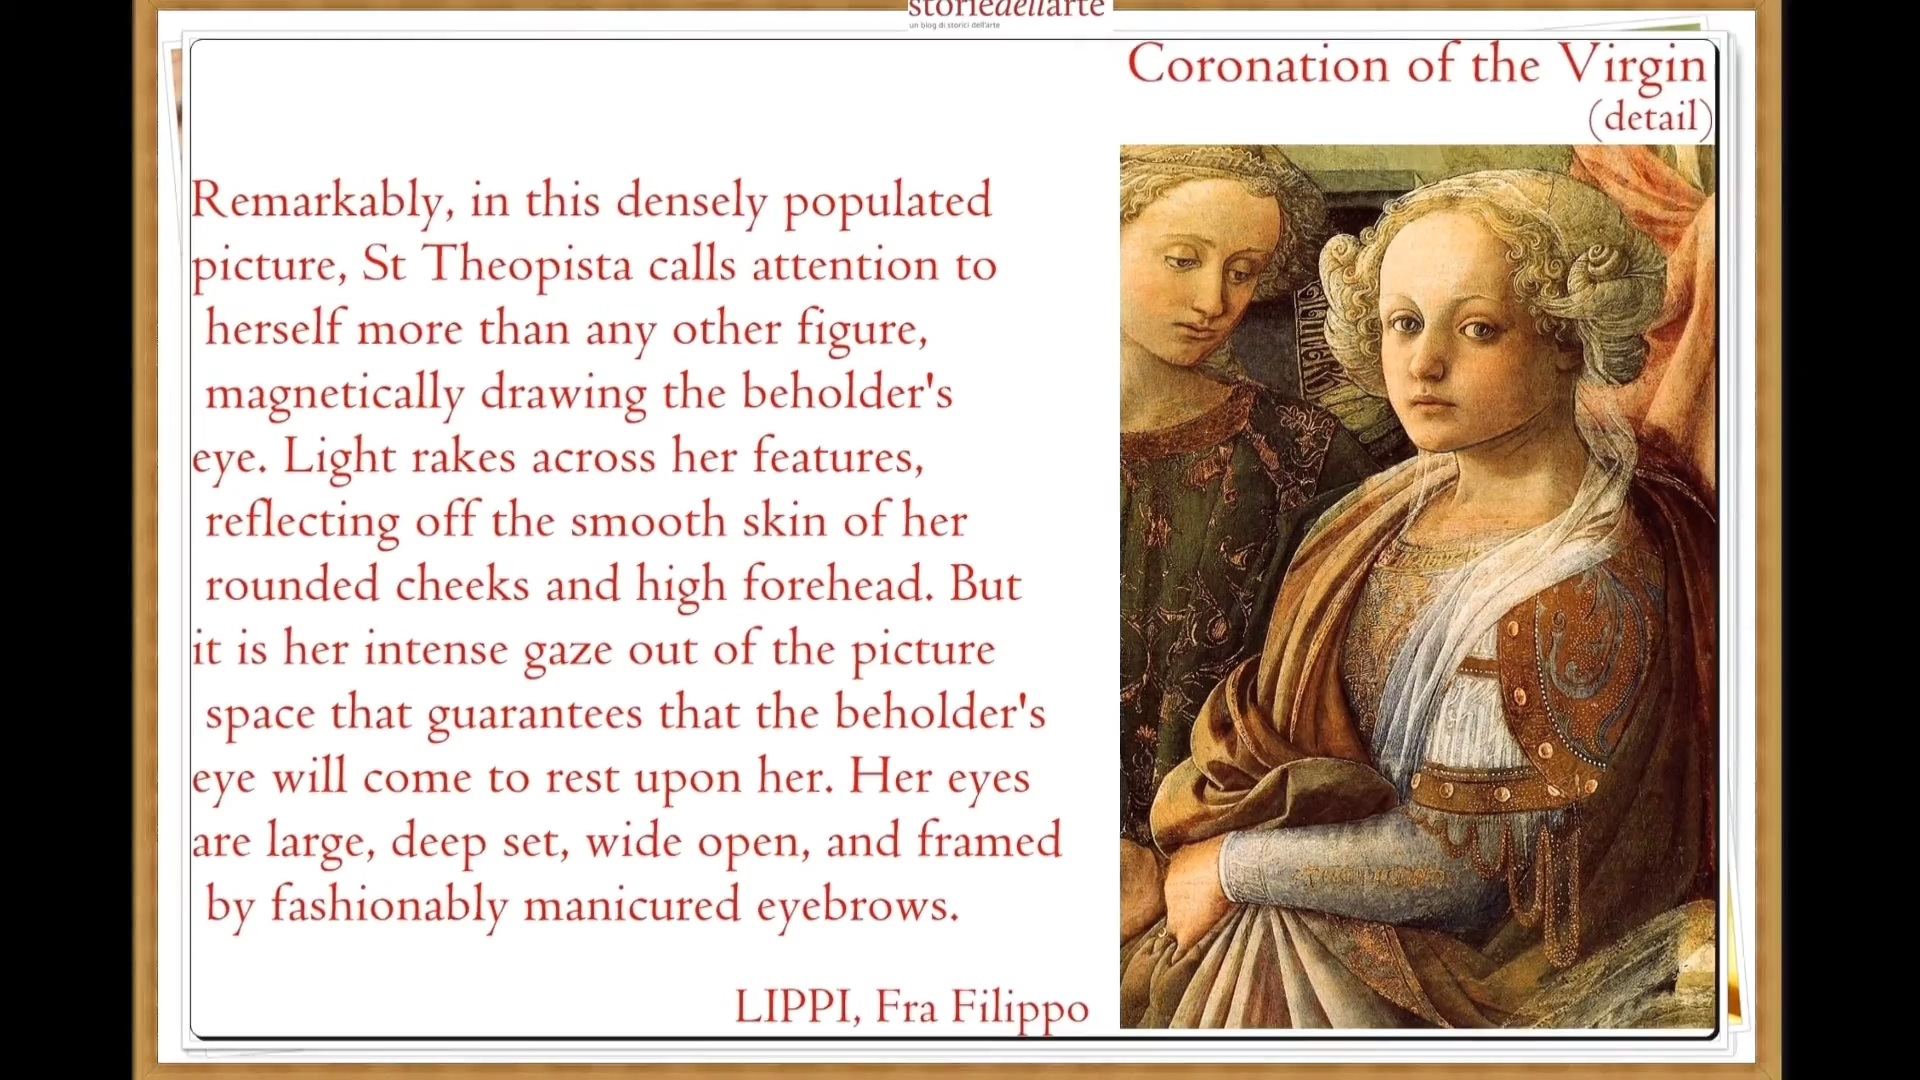 storiedell'arte
un blog di storici dell'arte
Coronation of the Virgin
(detail)
Remarkably, in this densely populated
picture, St Theopista calls attention to
herself more than any other figure,
magnetically drawing the beholder's
eye. Light rakes across her features,
reflecting off the smooth skin of her
rounded cheeks and high forehead. But
it is her intense gaze out of the picture
space that guarantees that the beholder's
eye will come to rest upon her. Her eyes
are large, deep set, wide open, and framed
by fashionably manicured eyebrows.
LIPPI, Fra Filippo